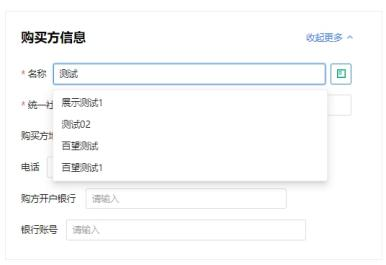 购买方信息
收起更多
* 名称 测试
* 统一社
展示测试1
测试02
购买方
百望测试
电话
百望测试1
购方开户银行 请输入
银行账号 请输入